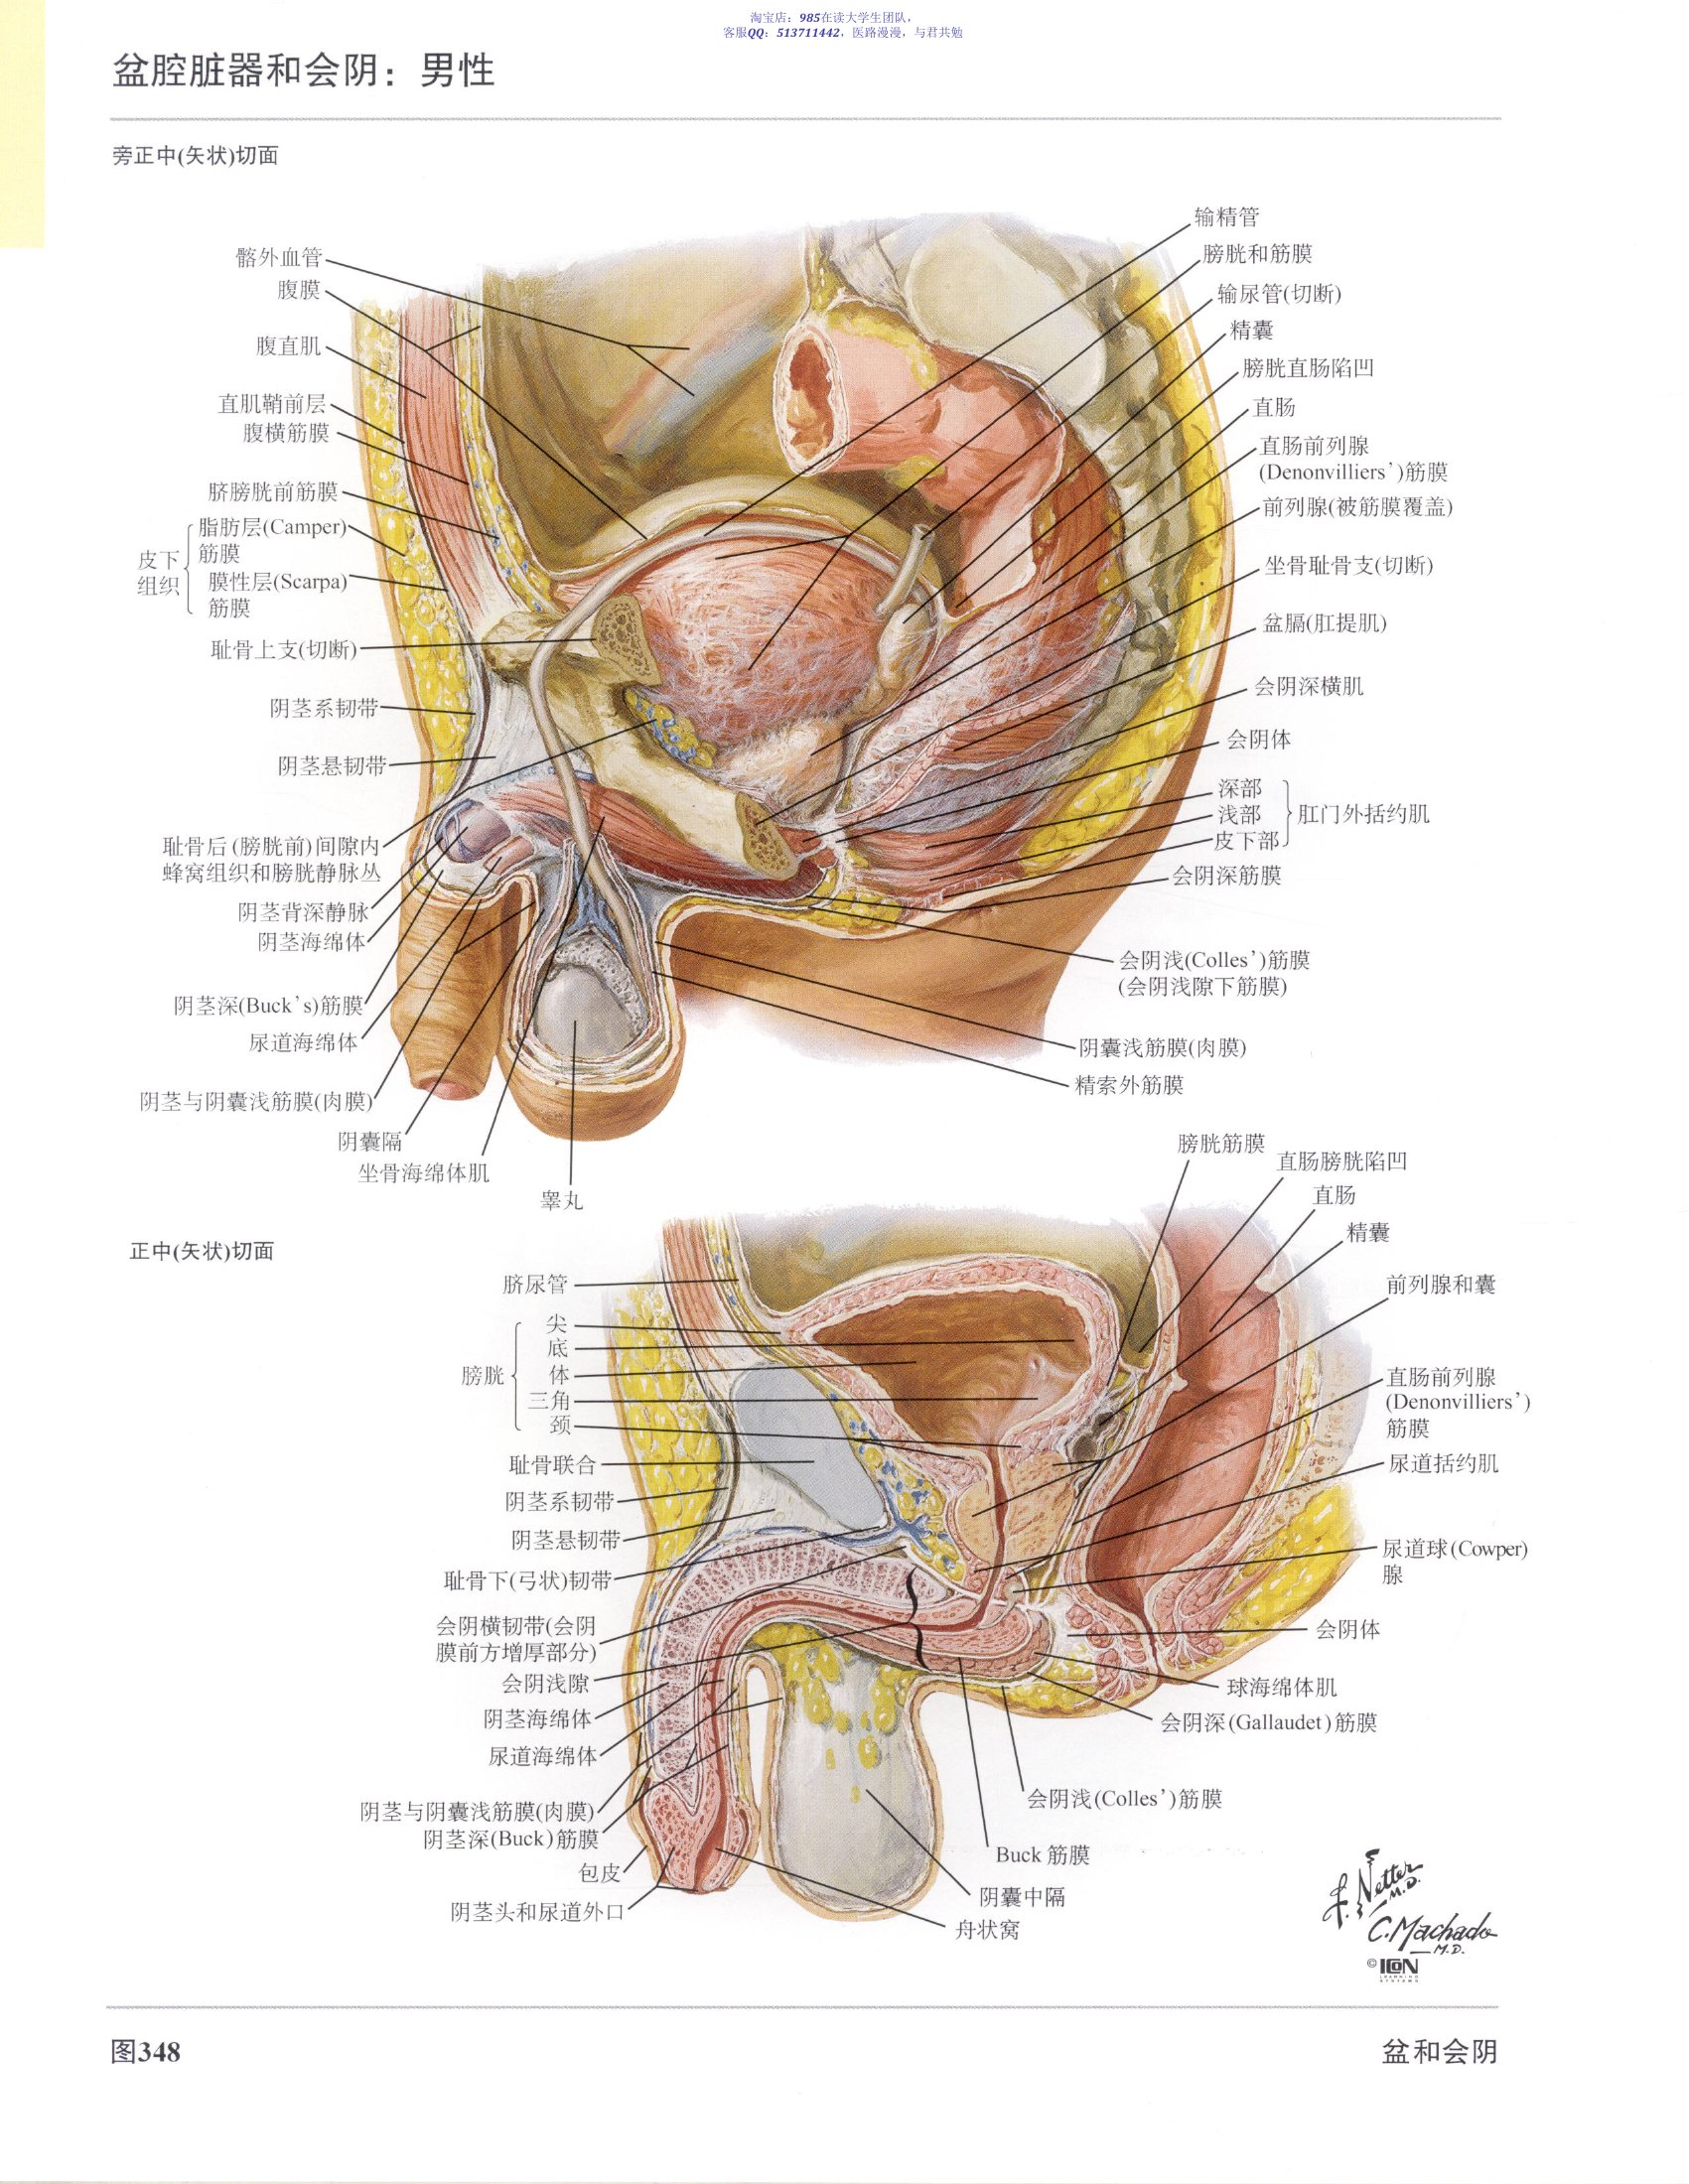 淘宝店：985在读大学生团队，
客服QQ：513711442，医路漫漫，与君共勉
盆腔脏器和会阴：男性
旁正中(矢状)切面
髂外血管
腹膜
腹直肌
直肌鞘前层
腹横筋膜
脐膀胱前筋膜
皮下
组织
脂肪层(Camper)
筋膜
膜性层(Scarpa)
筋膜
耻骨上支(切断)
阴茎系韧带
阴茎悬韧带
耻骨后(膀胱前)间隙内
蜂窝组织和膀胱静脉丛
阴茎背深静脉
阴茎海绵体
阴茎深(Buck's)筋膜
尿道海绵体
阴茎与阴囊浅筋膜(肉膜)
阴囊隔
坐骨海绵体肌
睾丸
输精管
膀胱和筋膜
输尿管(切断)
精囊
膀胱直肠陷凹
直肠
直肠前列腺
(Denonvilliers')筋膜
前列腺(被筋膜覆盖)
坐骨耻骨支(切断)
盆膈(肛提肌)
会阴深横肌
会阴体
深部
浅部
皮下部
肛门外括约肌
会阴深筋膜
会阴浅(Colles')筋膜
(会阴浅隙下筋膜)
阴囊浅筋膜(肉膜)
精索外筋膜
正中(矢状)切面
脐尿管
膀胱
尖
底
体
三角
颈
耻骨联合
阴茎系韧带
阴茎悬韧带
耻骨下(弓状)韧带
会阴横韧带(会阴
膜前方增厚部分)
会阴浅隙
阴茎海绵体
尿道海绵体
阴茎与阴囊浅筋膜(肉膜)
阴茎深(Buck)筋膜
包皮
阴茎头和尿道外口
膀胱筋膜
直肠膀胱陷凹
直肠
精囊
前列腺和囊
直肠前列腺
(Denonvilliers')
筋膜
尿道括约肌
尿道球(Cowper)
腺
会阴体
球海绵体肌
会阴深(Gallaudet)筋膜
会阴浅(Colles')筋膜
Buck 筋膜
阴囊中隔
舟状窝
F. Netter
M.D.
C. Machado
M.D.
© ICON
LEARNING
SYSTEMS
图348
盆和会阴